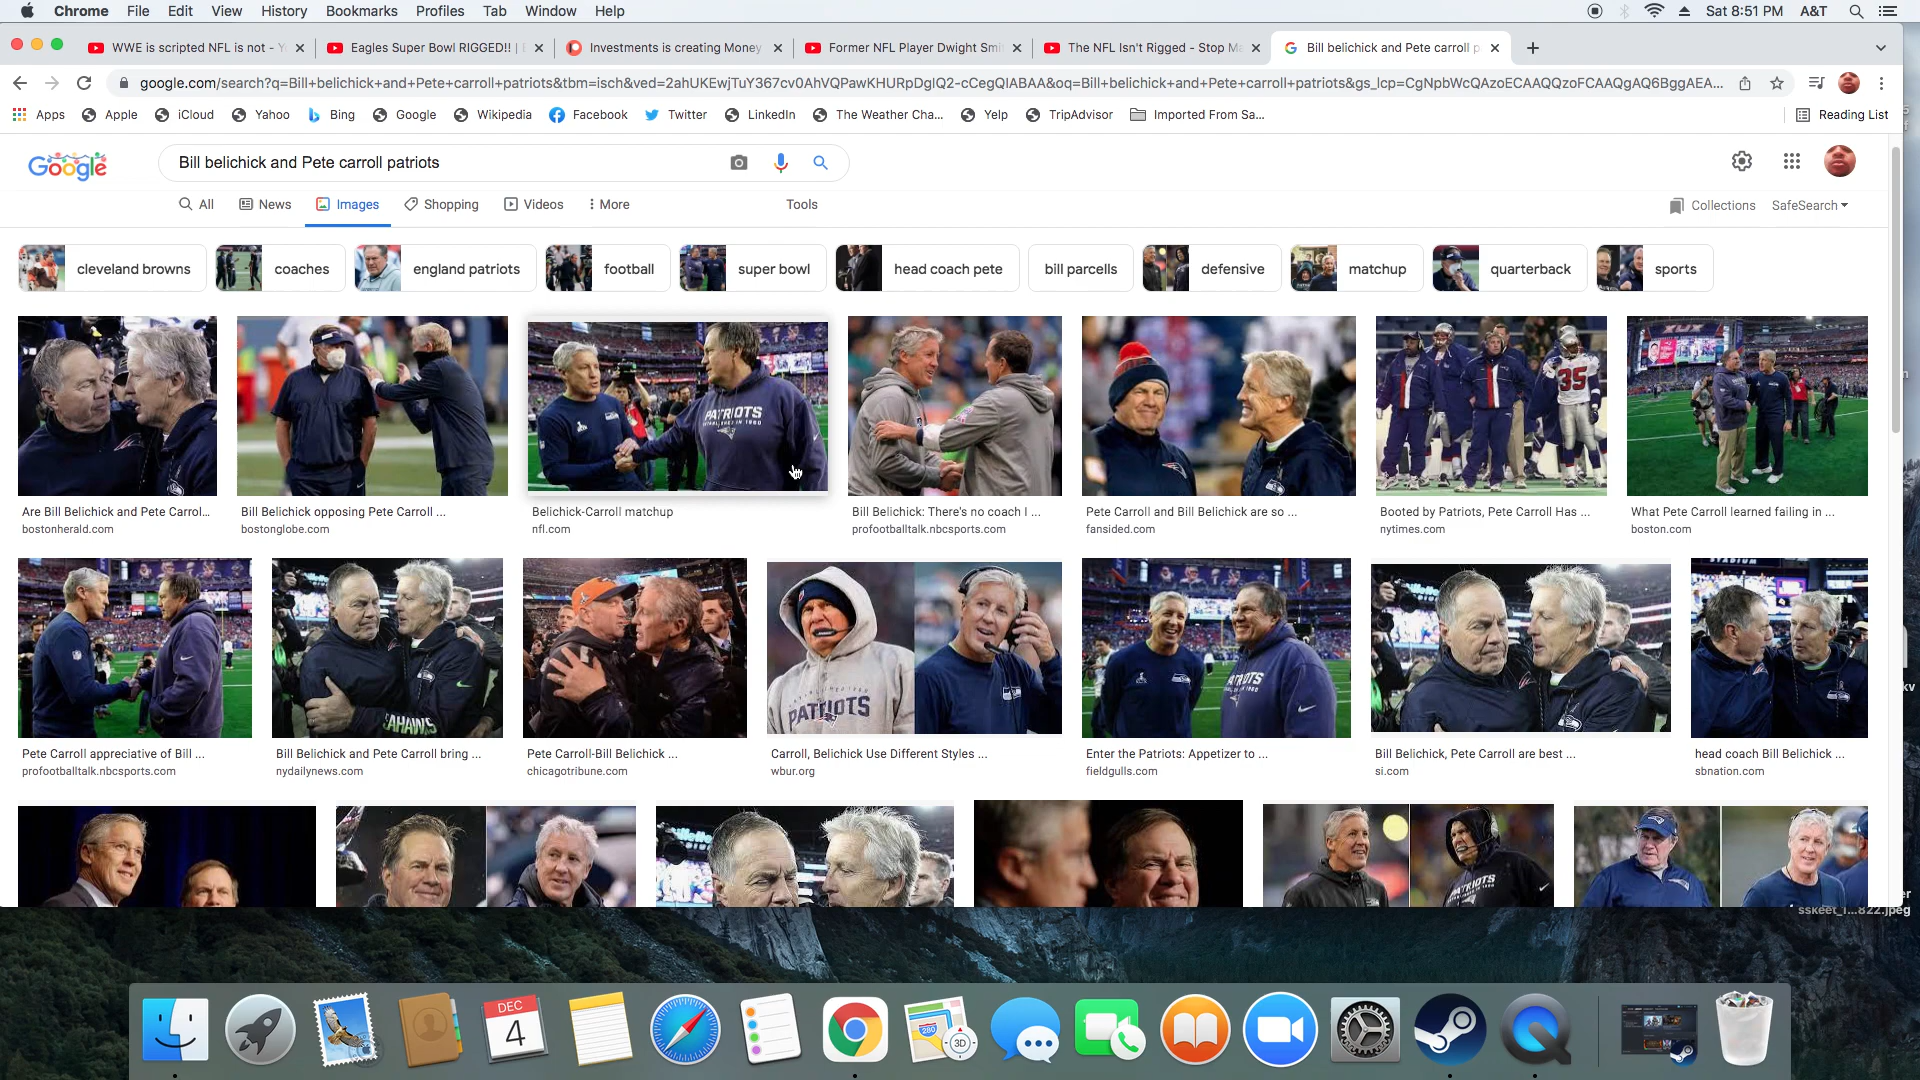 Chrome File Edit View History Bookmarks Profiles Tab Window Help Sat 8:51 PM A&T
WWE is scripted NFL is not - Y
Eagles Super Bowl RIGGED!! |
Investments is creating Money
Former NFL Player Dwight Smi
The NFL Isn't Rigged - Stop Ma
Bill belichick and Pete carroll p
google.com/search?q=Bill+belichick+and+Pete+carroll+patriots&tbm=isch&ved=2ahUKEwjTuY367cv0AhVQPawKHURpDgIQ2-cCegQIABAA&oq=Bill+belichick+and+Pete+carroll+patriots&gs_lcp=CgNpbWcQAzoECAAQQzoFCAAQgAQ6BggAEA...
Apps Apple iCloud Yahoo Bing Google Wikipedia Facebook Twitter LinkedIn The Weather Cha... Yelp TripAdvisor Imported From Sa... Reading List
Google Bill belichick and Pete carroll patriots
All News Images Shopping Videos More Tools Collections SafeSearch
cleveland browns coaches england patriots football super bowl head coach pete bill parcells defensive matchup quarterback sports
PATRIOTS
35
XLIX
Are Bill Belichick and Pete Carrol...
bostonherald.com
Bill Belichick opposing Pete Carroll ...
bostonglobe.com
Belichick-Carroll matchup
nfl.com
Bill Belichick: There's no coach I ...
profootballtalk.nbcsports.com
Pete Carroll and Bill Belichick are so ...
fansided.com
Booted by Patriots, Pete Carroll Has ...
nytimes.com
What Pete Carroll learned failing in ...
boston.com
PATRIOTS
Pete Carroll appreciative of Bill ...
profootballtalk.nbcsports.com
Bill Belichick and Pete Carroll bring ...
nydailynews.com
Pete Carroll-Bill Belichick ...
chicagotribune.com
Carroll, Belichick Use Different Styles ...
wbur.org
Enter the Patriots: Appetizer to ...
fieldgulls.com
Bill Belichick, Pete Carroll are best ...
si.com
head coach Bill Belichick ...
sbnation.com
PATRIOTS
DEC
4
280
3D